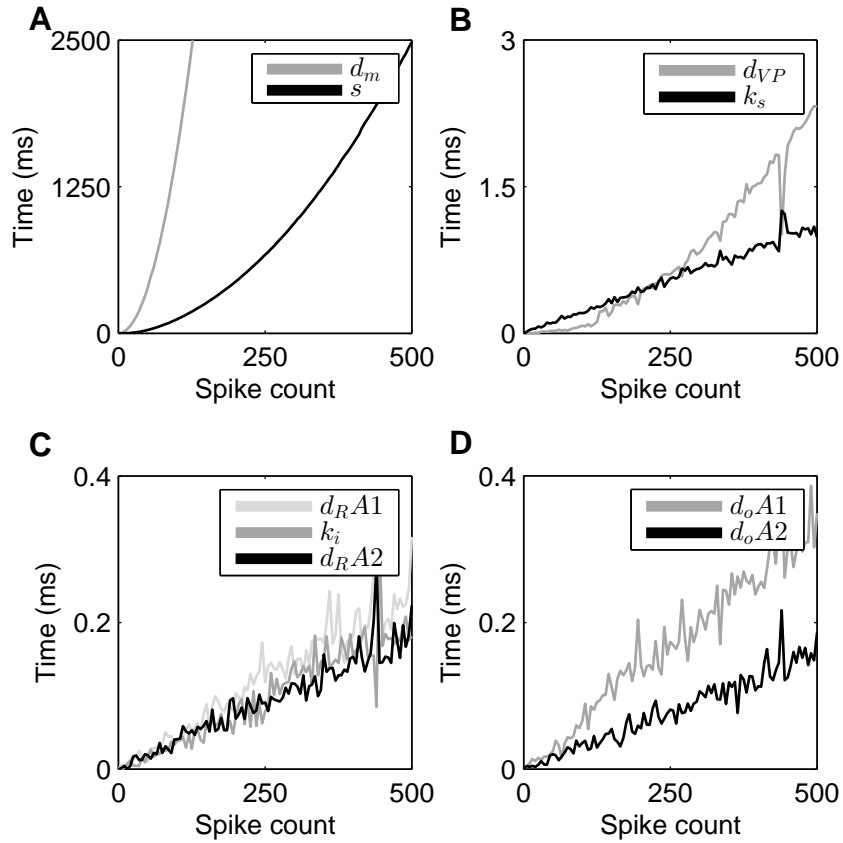 A
2500
1250
0
Time (ms)
d_m
s
0 250 500
Spike count
B
3
1.5
0
Time (ms)
d_{VP}
k_s
0 250 500
Spike count
C
0.4
0.2
0
Time (ms)
d_R A1
k_i
d_R A2
0 250 500
Spike count
D
0.4
0.2
0
Time (ms)
d_o A1
d_o A2
0 250 500
Spike count